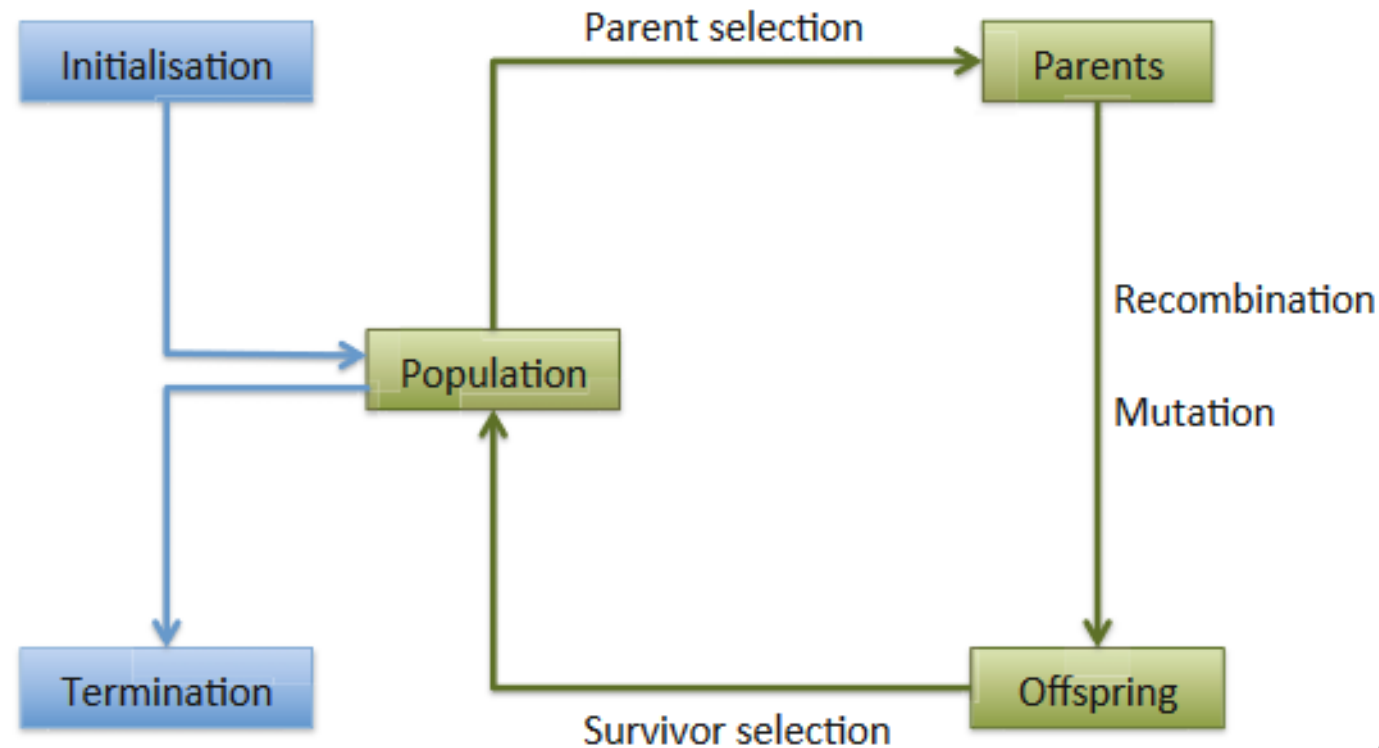 Initialisation
Parent selection
Parents
Recombination
Population
Mutation
Termination
Offspring
Survivor selection